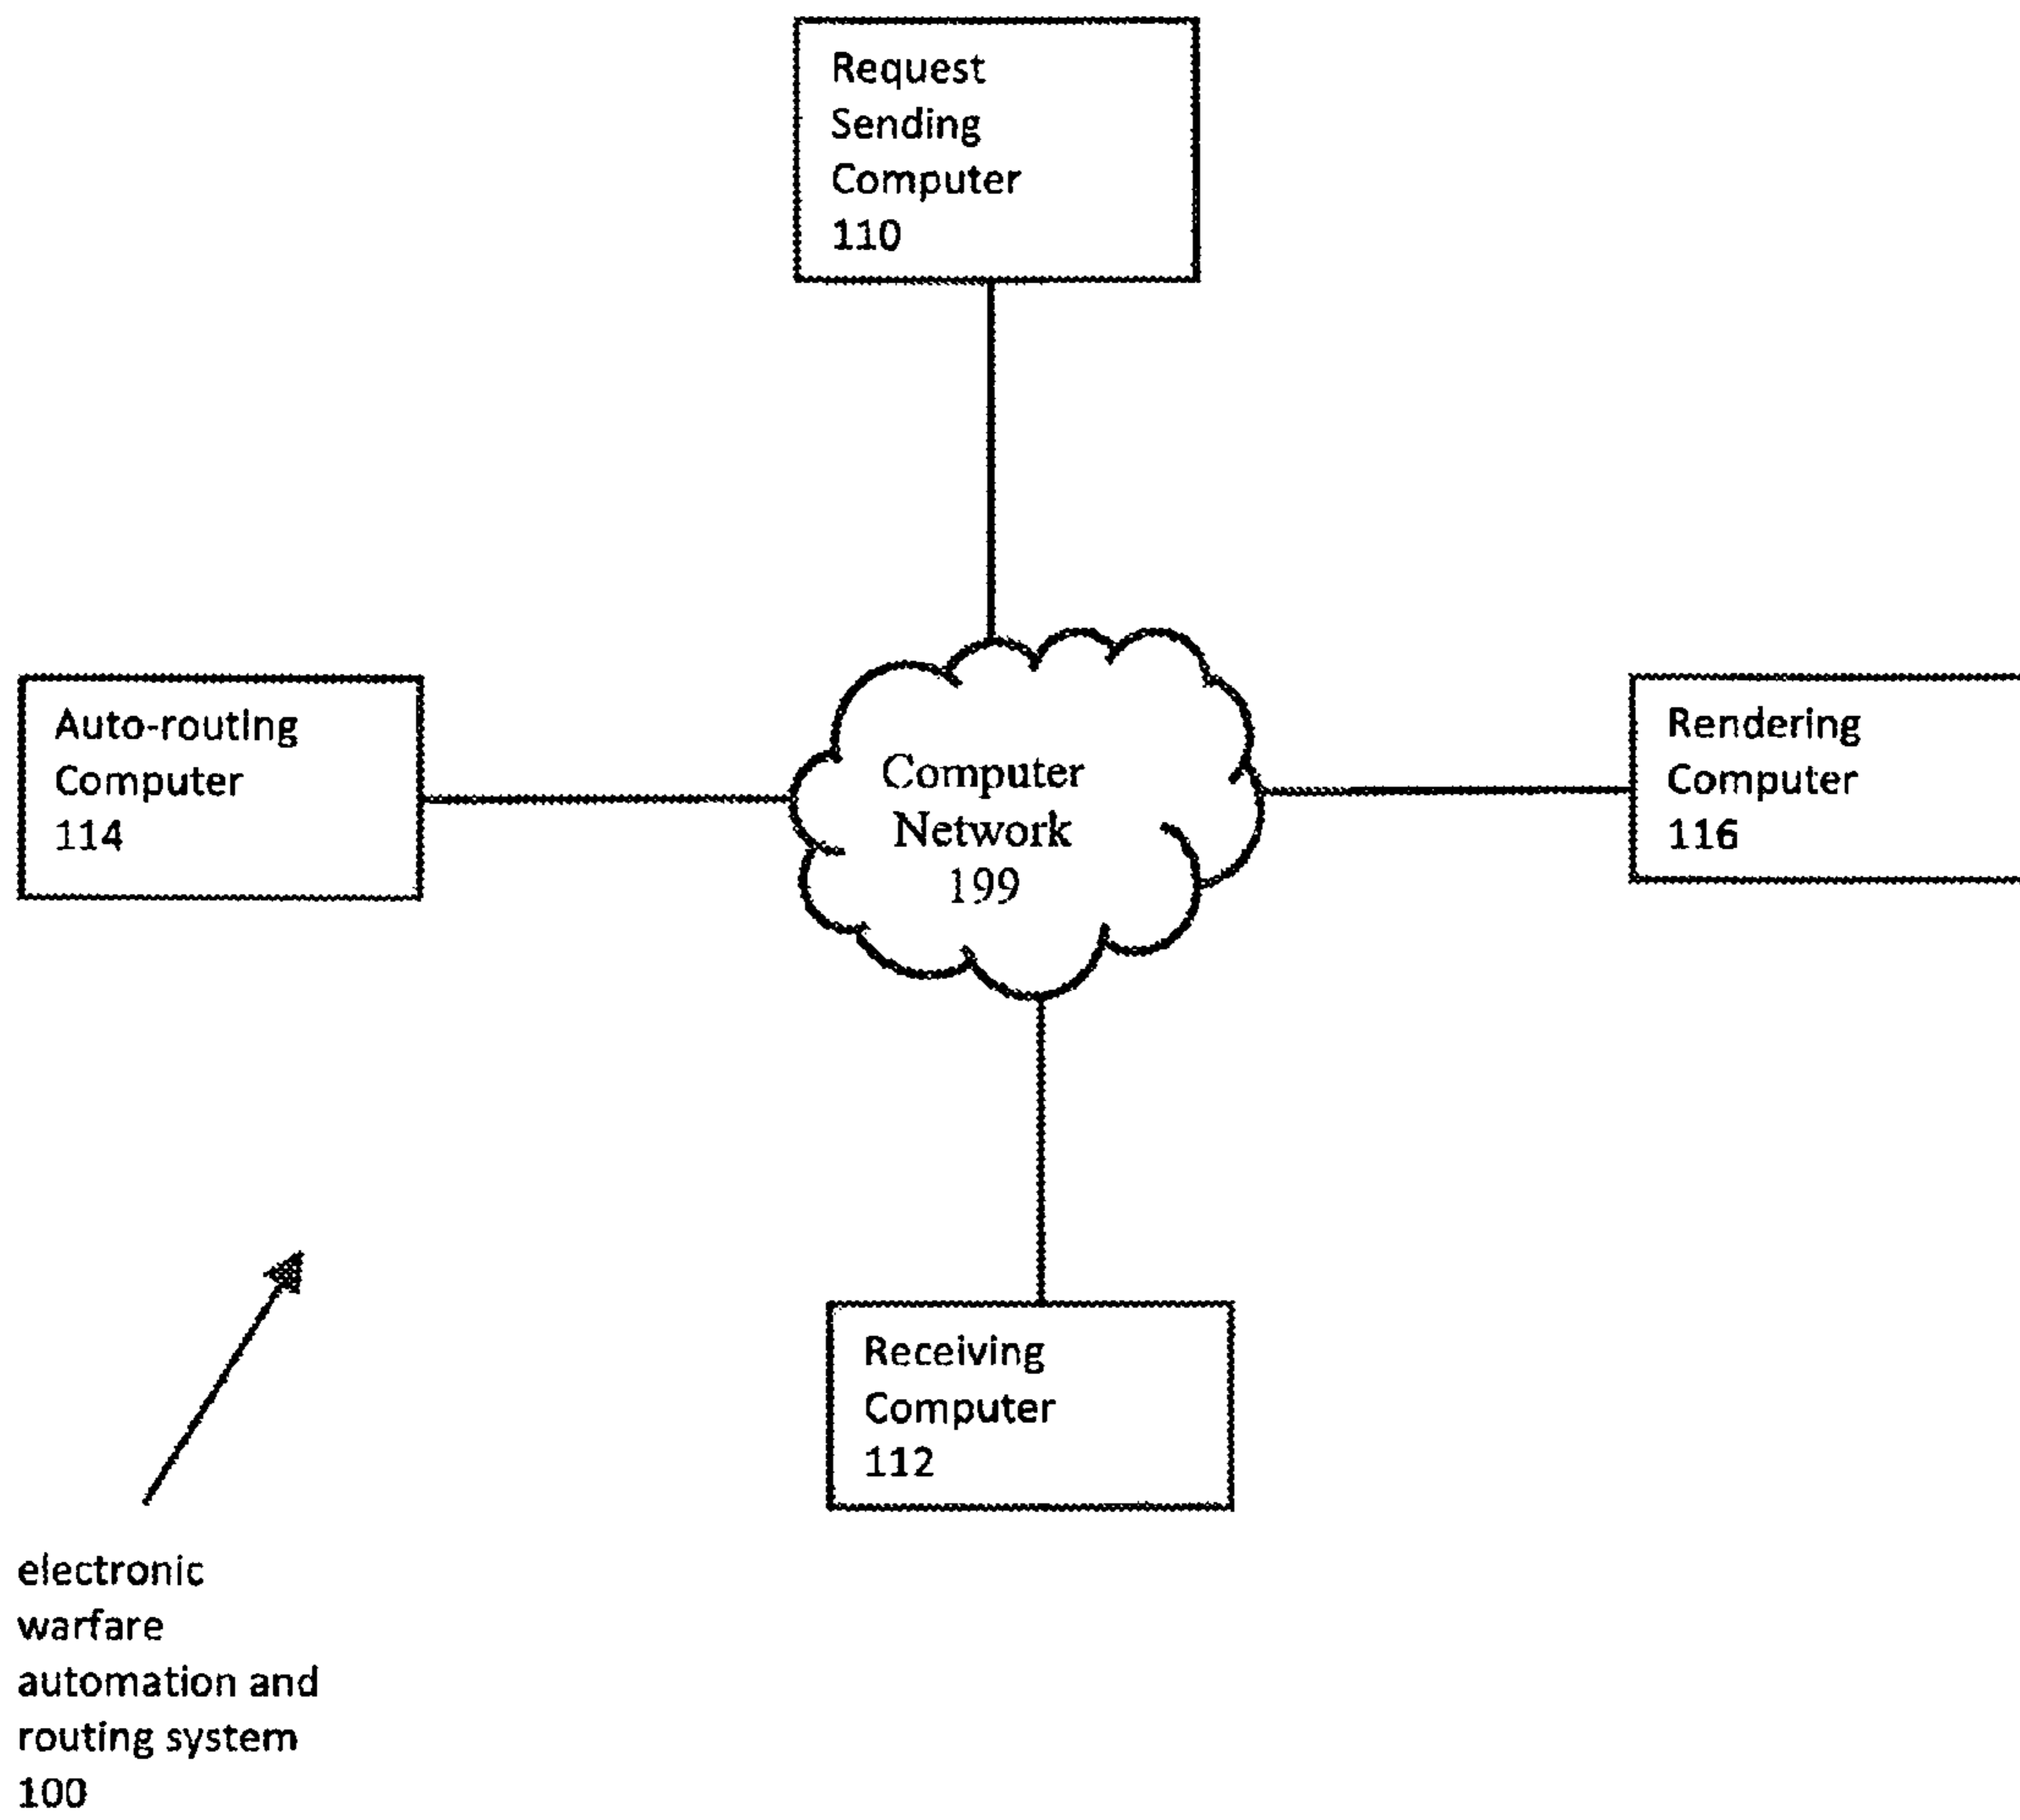 Request
Sending
Computer
110
Auto-routing
Computer
114
Computer
Network
199
Rendering
Computer
116
Receiving
Computer
112
electronic
warfare
automation and
routing system
100